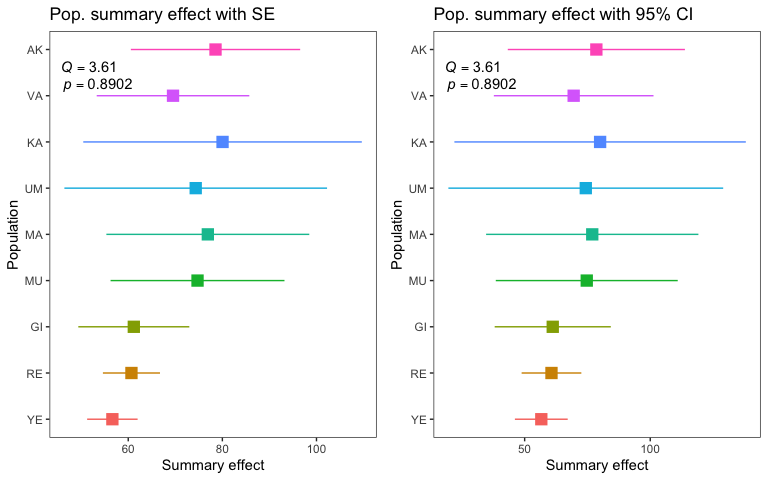 Pop. summary effect with SE
Q = 3.61
p = 0.8902
AK
VA
KA
UM
MA
MU
GI
RE
YE
Population
60 80 100
Summary effect
Pop. summary effect with 95% CI
Q = 3.61
p = 0.8902
AK
VA
KA
UM
MA
MU
GI
RE
YE
Population
50 100
Summary effect